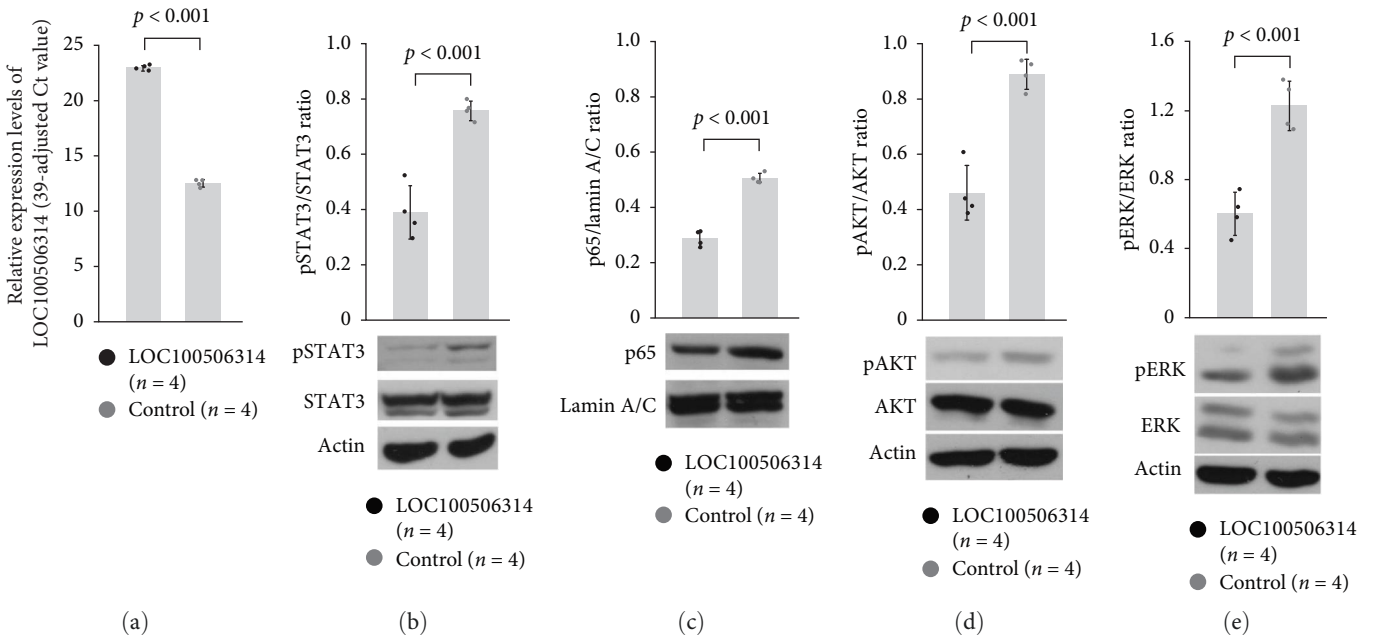 Relative expression levels of
LOC100506314 (39-adjusted Ct value)
25
20
15
10
5
0
p < 0.001
LOC100506314
(n = 4)
Control (n = 4)
(a)
pSTAT3/STAT3 ratio
1.0
0.8
0.6
0.4
0.2
0
p < 0.001
pSTAT3
STAT3
Actin
LOC100506314
(n = 4)
Control (n = 4)
(b)
p65/lamin A/C ratio
1.0
0.8
0.6
0.4
0.2
0
p < 0.001
p65
Lamin A/C
LOC100506314
(n = 4)
Control (n = 4)
(c)
pAKT/AKT ratio
1.0
0.8
0.6
0.4
0.2
0
p < 0.001
pAKT
AKT
Actin
LOC100506314
(n = 4)
Control (n = 4)
(d)
pERK/ERK ratio
1.6
1.2
0.8
0.4
0
p < 0.001
pERK
ERK
Actin
LOC100506314
(n = 4)
Control (n = 4)
(e)